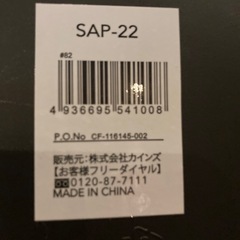 SAP-22
#82
4 936695 541008
P.O.No CF-116145-002
販売元：株式会社カインズ
【お客様フリーダイヤル】
0120-87-7111
MADE IN CHINA